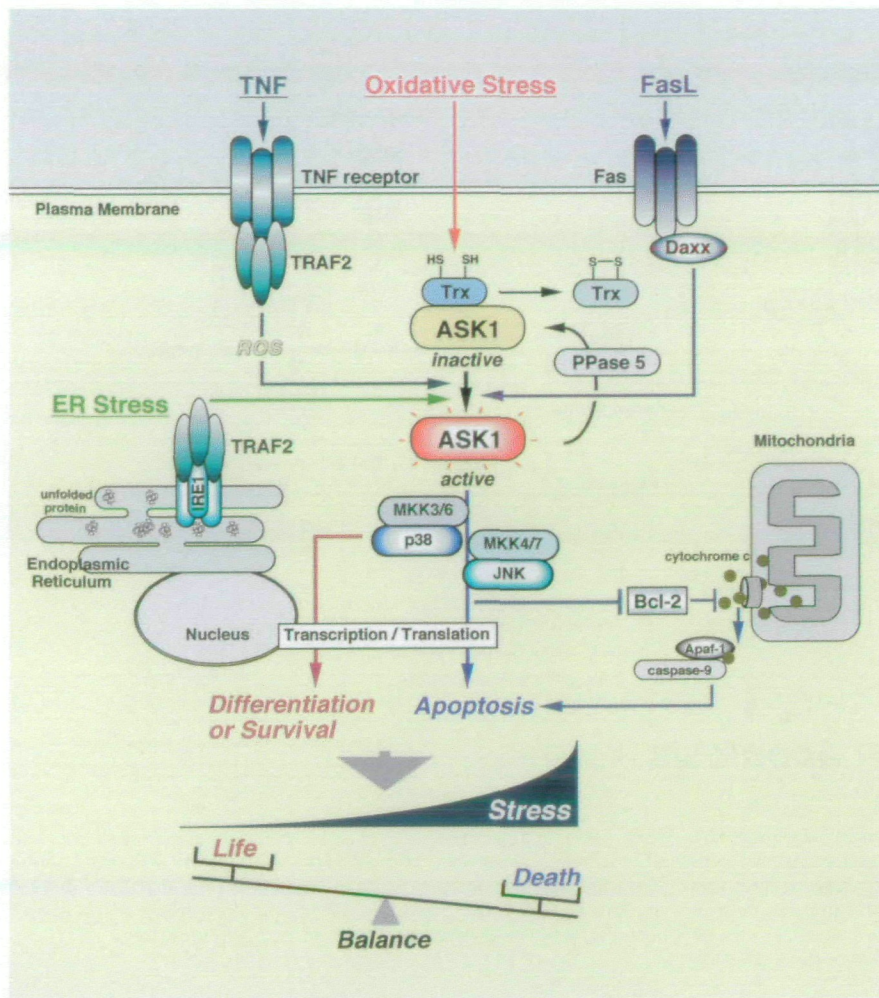 TNF
Oxidative Stress
FasL
TNF receptor
Fas
Plasma Membrane
Daxx
TRAF2
HS SH
S—S
Trx
Trx
ASK1
inactive
ROS
PPase 5
ER Stress
ASK1
TRAF2
active
Mitochondria
unfolded
protein
IRE1
MKK3/6
p38
MKK4/7
JNK
cytochrome c
Endoplasmic
Reticulum
Bcl-2
Nucleus
Transcription / Translation
Apaf-1
caspase-9
Differentiation
or Survival
Apoptosis
Stress
Life
Death
Balance